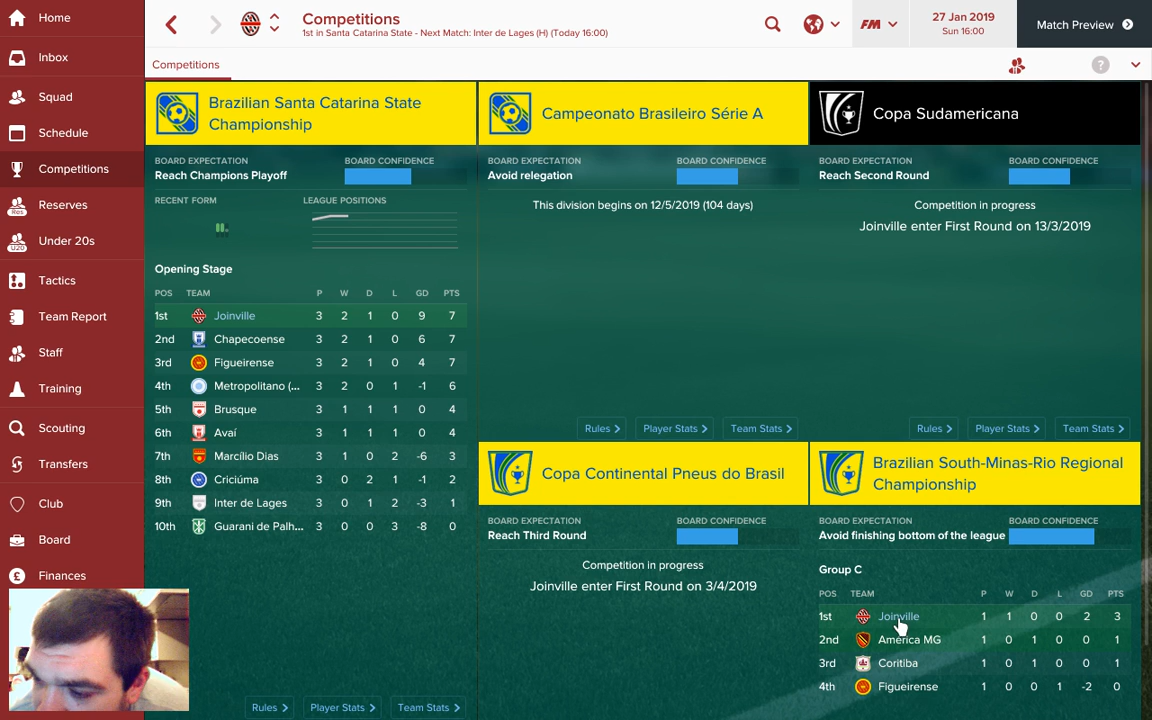 Home
Inbox
Squad
Schedule
Competitions
Reserves
Under 20s
Tactics
Team Report
Staff
Training
Scouting
Transfers
Club
Board
Finances
Competitions
1st in Santa Catarina State - Next Match: Inter de Lages (H) (Today 16:00)
FM
27 Jan 2019
Sun 16:00
Match Preview
Competitions
?
Brazilian Santa Catarina State
Championship
BOARD EXPECTATION BOARD CONFIDENCE
Reach Champions Playoff
RECENT FORM LEAGUE POSITIONS
Opening Stage
POS TEAM P W D L GD PTS
1st Joinville 3 2 1 0 9 7
2nd Chapecoense 3 2 1 0 6 7
3rd Figueirense 3 2 1 0 4 7
4th Metropolitano (... 3 2 0 1 -1 6
5th Brusque 3 1 1 1 0 4
6th Avaí 3 1 1 1 0 4
7th Marcílio Dias 3 1 0 2 -6 3
8th Criciúma 3 0 2 1 -1 2
9th Inter de Lages 3 0 1 2 -3 1
10th Guarani de Palh... 3 0 0 3 -8 0
Rules Player Stats Team Stats
Campeonato Brasileiro Série A
BOARD EXPECTATION BOARD CONFIDENCE
Avoid relegation
This division begins on 12/5/2019 (104 days)
Rules Player Stats Team Stats
Copa Sudamericana
BOARD EXPECTATION BOARD CONFIDENCE
Reach Second Round
Competition in progress
Joinville enter First Round on 13/3/2019
Rules Player Stats Team Stats
Copa Continental Pneus do Brasil
BOARD EXPECTATION BOARD CONFIDENCE
Reach Third Round
Competition in progress
Joinville enter First Round on 3/4/2019
Brazilian South-Minas-Rio Regional
Championship
BOARD EXPECTATION BOARD CONFIDENCE
Avoid finishing bottom of the league
Group C
POS TEAM P W D L GD PTS
1st Joinville 1 1 0 0 2 3
2nd América MG 1 0 1 0 0 1
3rd Coritiba 1 0 1 0 0 1
4th Figueirense 1 0 0 1 -2 0